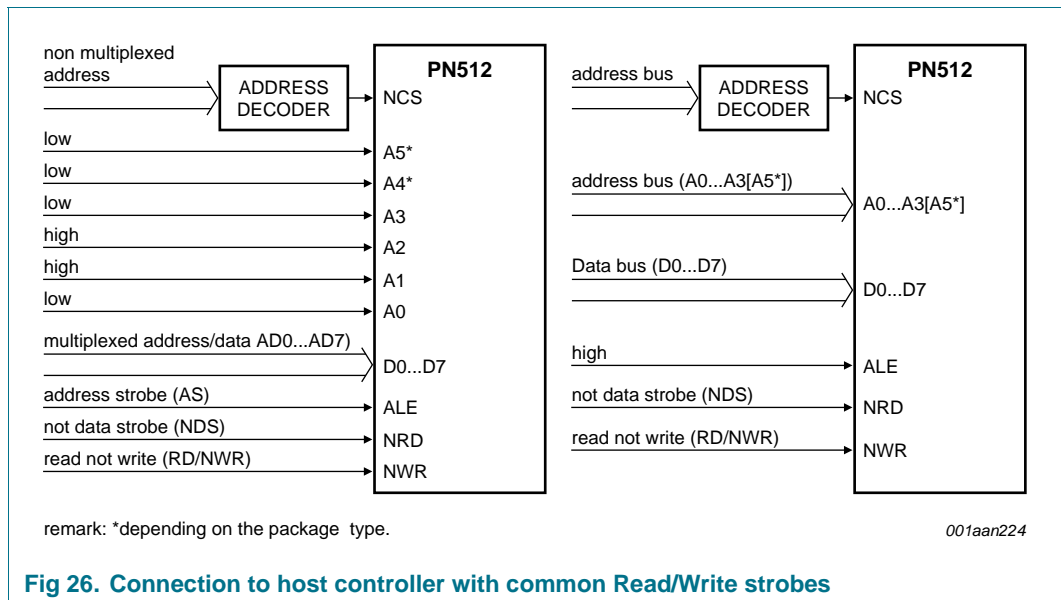 non multiplexed
address
ADDRESS
DECODER
PN512
NCS
low
A5*
low
A4*
low
A3
high
A2
high
A1
low
A0
multiplexed address/data AD0...AD7)
D0...D7
address strobe (AS)
ALE
not data strobe (NDS)
NRD
read not write (RD/NWR)
NWR
address bus
ADDRESS
DECODER
PN512
NCS
address bus (A0...A3[A5*])
A0...A3[A5*]
Data bus (D0...D7)
D0...D7
high
ALE
not data strobe (NDS)
NRD
read not write (RD/NWR)
NWR
remark: *depending on the package type.
001aan224
Fig 26. Connection to host controller with common Read/Write strobes